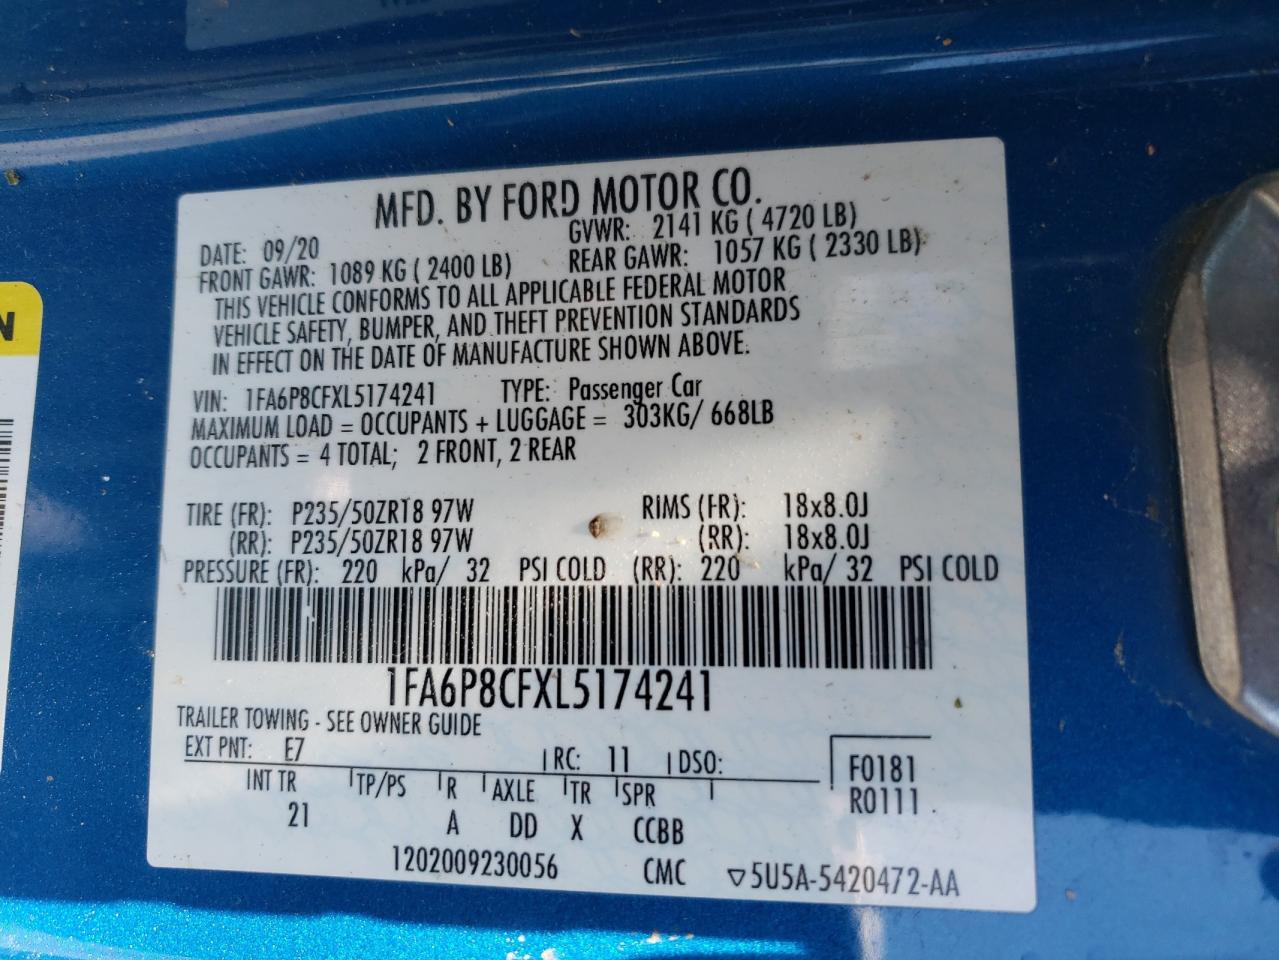 MFD. BY FORD MOTOR CO.
DATE: 09/20 GVWR: 2141 KG ( 4720 LB)
FRONT GAWR: 1089 KG ( 2400 LB) REAR GAWR: 1057 KG ( 2330 LB)
THIS VEHICLE CONFORMS TO ALL APPLICABLE FEDERAL MOTOR
VEHICLE SAFETY, BUMPER, AND THEFT PREVENTION STANDARDS
IN EFFECT ON THE DATE OF MANUFACTURE SHOWN ABOVE.
VIN: 1FA6P8CFXL5174241 TYPE: Passenger Car
MAXIMUM LOAD = OCCUPANTS + LUGGAGE = 303KG/ 668LB
OCCUPANTS = 4 TOTAL; 2 FRONT, 2 REAR
TIRE (FR): P235/50ZR18 97W RIMS (FR): 18x8.0J
(RR): P235/50ZR18 97W (RR): 18x8.0J
PRESSURE (FR): 220 kPa/ 32 PSI COLD (RR): 220 kPa/ 32 PSI COLD
1FA6P8CFXL5174241
TRAILER TOWING - SEE OWNER GUIDE
EXT PNT: E7 RC: 11 DSO: F0181
INT TR TP/PS R AXLE TR SPR R0111
21 A DD X CCBB
1202009230056 CMC ▽5U5A-5420472-AA
N